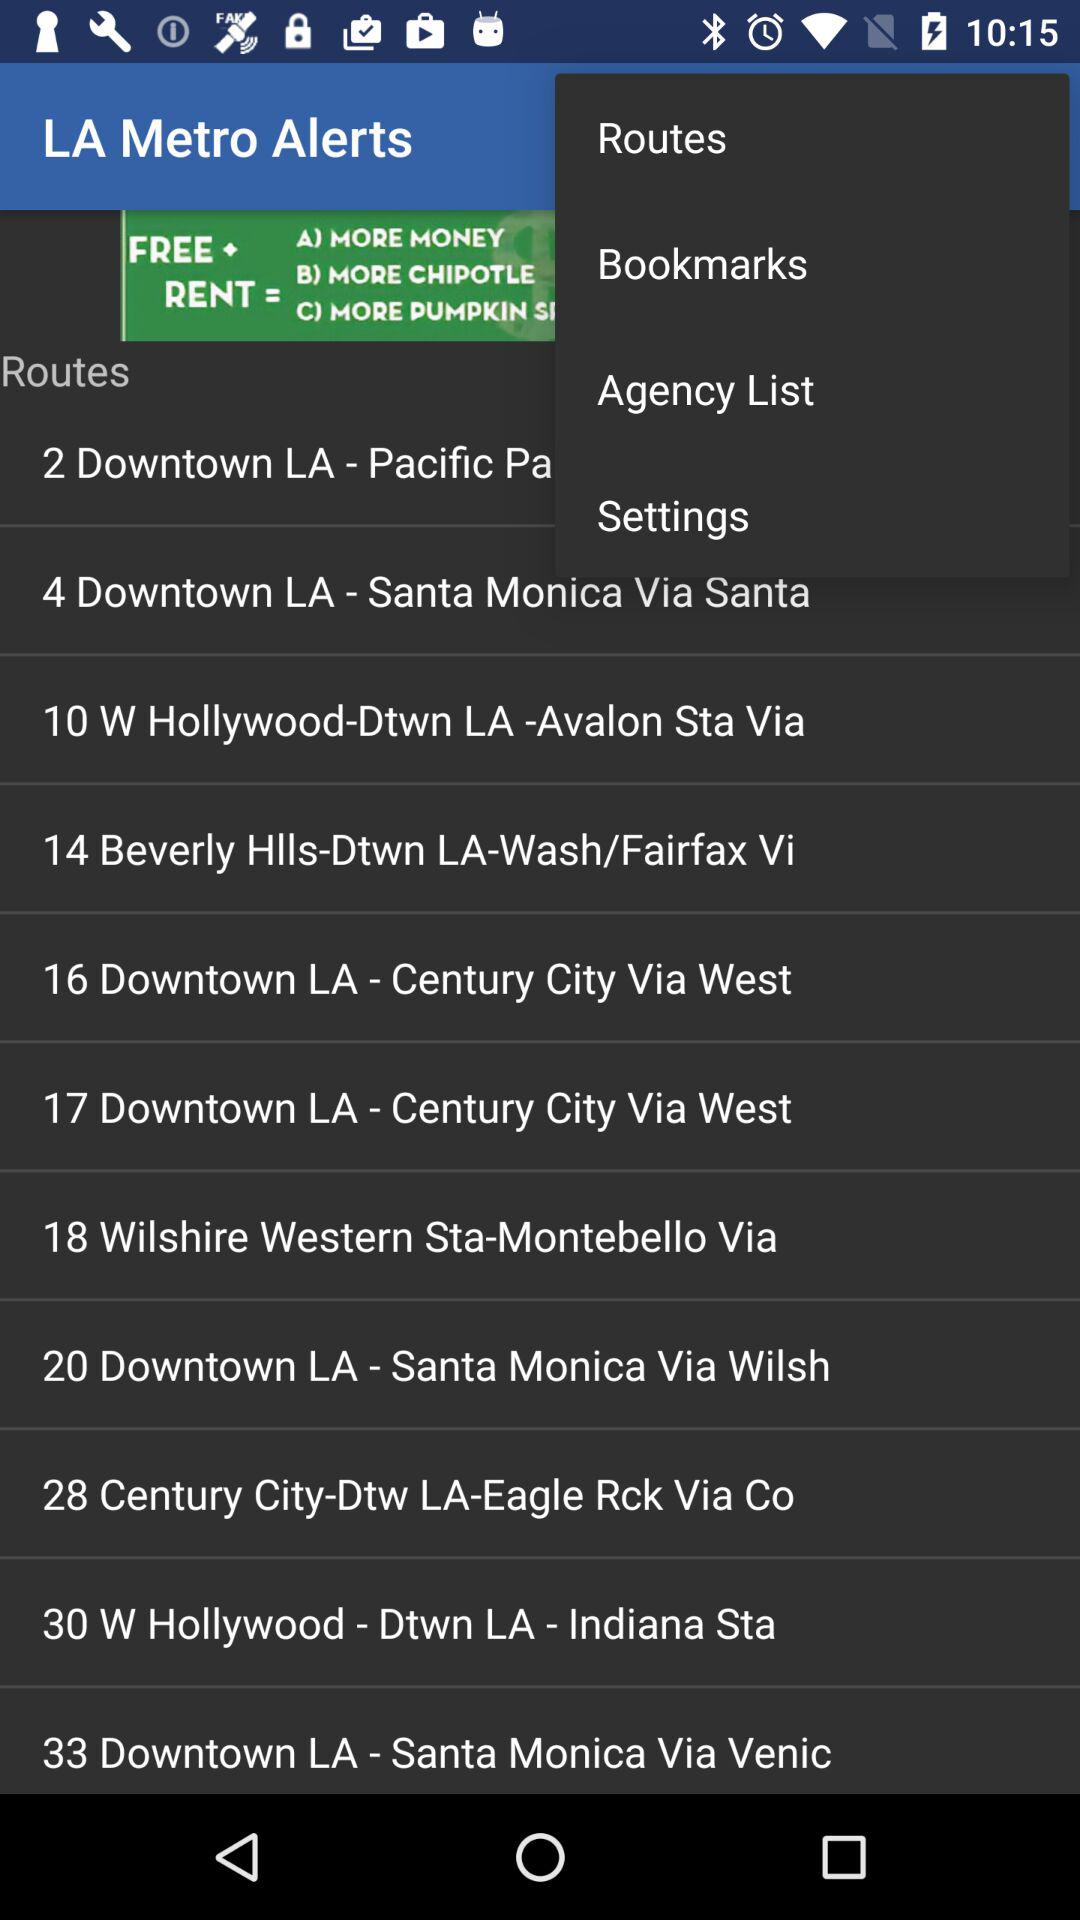 FAK
10:15
LA Metro Alerts
Routes
Bookmarks
Agency List
Settings
FREE +
RENT =
A) MORE MONEY
B) MORE CHIPOTLE
C) MORE PUMPKIN
Routes
2 Downtown LA - Pacific Pa
4 Downtown LA - Santa Monica Via Santa
10 W Hollywood-Dtwn LA -Avalon Sta Via
14 Beverly Hlls-Dtwn LA-Wash/Fairfax Vi
16 Downtown LA - Century City Via West
17 Downtown LA - Century City Via West
18 Wilshire Western Sta-Montebello Via
20 Downtown LA - Santa Monica Via Wilsh
28 Century City-Dtw LA-Eagle Rck Via Co
30 W Hollywood - Dtwn LA - Indiana Sta
33 Downtown LA - Santa Monica Via Venic